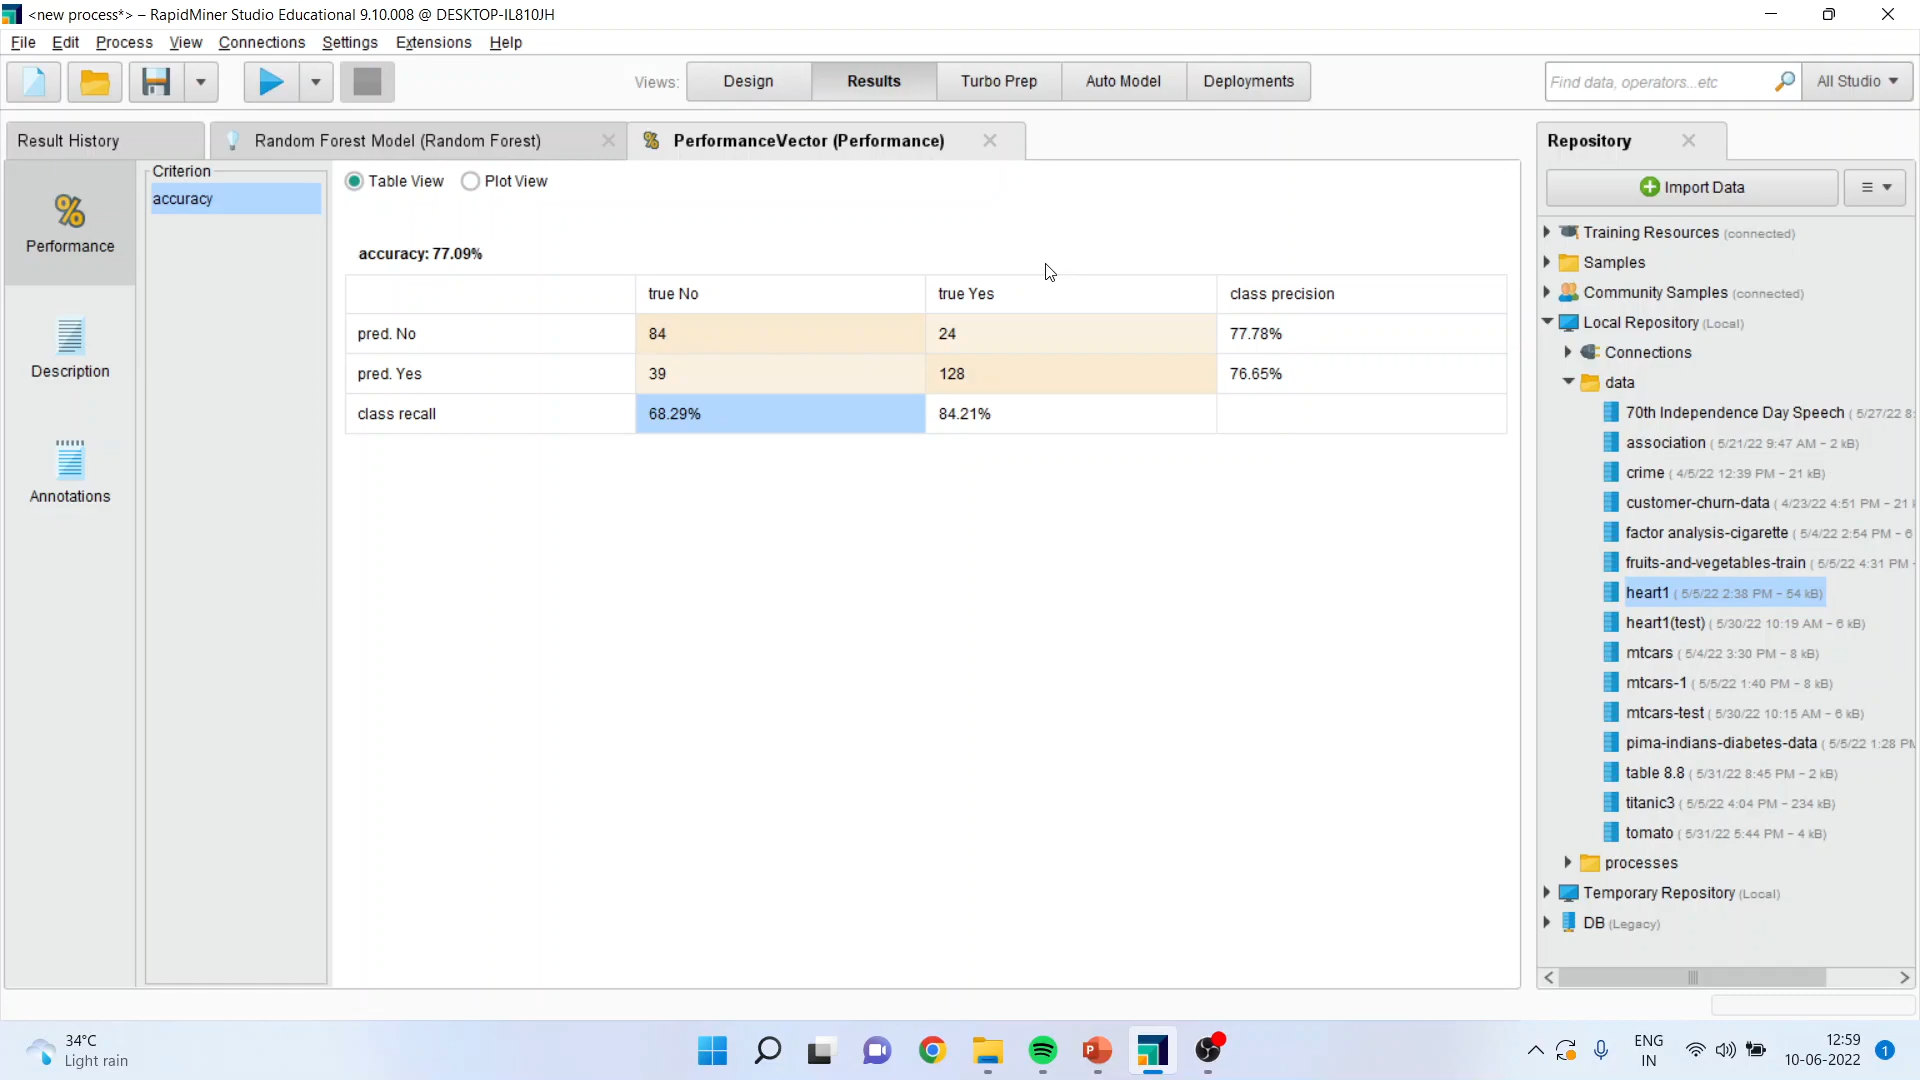 <new process*> – RapidMiner Studio Educational 9.10.008 @ DESKTOP-IL810JH
File Edit Process View Connections Settings Extensions Help
Views: Design Results Turbo Prep Auto Model Deployments
Find data, operators...etc All Studio
Result History Random Forest Model (Random Forest) PerformanceVector (Performance)
Repository
Criterion
accuracy
Performance
Description
Annotations
Table View Plot View
accuracy: 77.09%
true No true Yes class precision
pred. No 84 24 77.78%
pred. Yes 39 128 76.65%
class recall 68.29% 84.21%
Import Data
Training Resources (connected)
Samples
Community Samples (connected)
Local Repository (Local)
Connections
data
70th Independence Day Speech ( 5/27/22 8:
association ( 5/21/22 9:47 AM – 2 kB)
crime ( 4/5/22 12:39 PM – 21 kB)
customer-churn-data ( 4/23/22 4:51 PM – 21
factor analysis-cigarette ( 5/4/22 2:54 PM – 6
fruits-and-vegetables-train ( 5/5/22 4:31 PM -
heart1 ( 5/5/22 2:38 PM – 54 kB)
heart1(test) ( 5/30/22 10:19 AM – 6 kB)
mtcars ( 5/4/22 3:30 PM – 8 kB)
mtcars-1 ( 5/5/22 1:40 PM – 8 kB)
mtcars-test ( 5/30/22 10:15 AM – 6 kB)
pima-indians-diabetes-data ( 5/5/22 1:28 PM
table 8.8 ( 5/31/22 8:45 PM – 2 kB)
titanic3 ( 5/5/22 4:04 PM – 234 kB)
tomato ( 5/31/22 5:44 PM – 4 kB)
processes
Temporary Repository (Local)
DB (Legacy)
34°C
Light rain
ENG
IN
12:59
10-06-2022
1